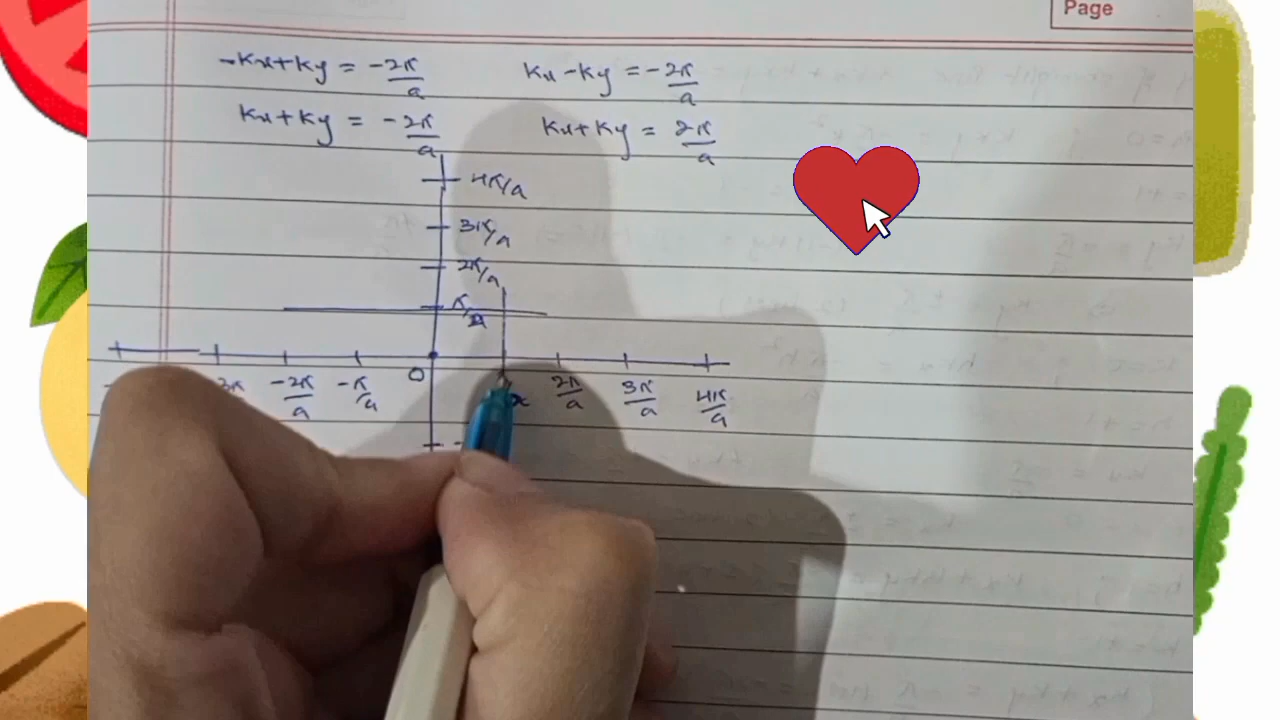 Page
-kx+ky = -2π/a kx-ky = -2π/a
kx+ky = -2π/a kx+ky = 2π/a
4π/a
3π/a
2π/a
π/a
0
-2π/a -π/a 2π/a 3π/a 4π/a